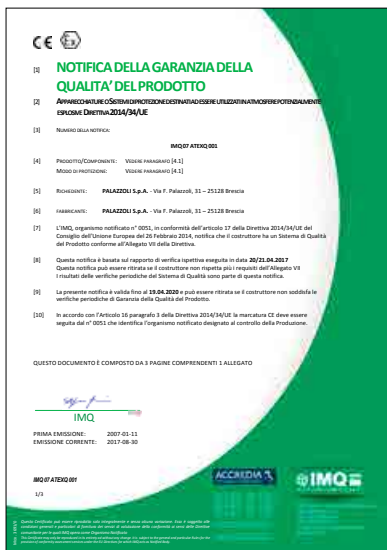 CE Ex
[1] NOTIFICA DELLA GARANZIA DELLA
QUALITA' DEL PRODOTTO
[2] APPARECCHIATURE O SISTEMI DI PROTEZIONE DESTINATI AD ESSERE UTILIZZATI IN ATMOSFERE POTENZIALMENTE
ESPLOSIVE DIRETTIVA 2014/34/UE
[3] NUMERO DELLA NOTIFICA:
IMQ 07 ATEXQ 001
[4] PRODOTTO/COMPONENTE: VEDERE PARAGRAFO [4.1]
MODO DI PROTEZIONE: VEDERE PARAGRAFO [4.1]
[5] RICHIEDENTE: PALAZZOLI S.p.A. - Via F. Palazzoli, 31 – 25128 Brescia
[6] FABBRICANTE: PALAZZOLI S.p.A. - Via F. Palazzoli, 31 – 25128 Brescia
[7] L'IMQ, organismo notificato n° 0051, in conformità dell'articolo 17 della Direttiva 2014/34/UE del
Consiglio dell'Unione Europea del 26 Febbraio 2014, notifica che il costruttore ha un Sistema di Qualità
del Prodotto conforme all'Allegato VII della Direttiva.
[8] Questa notifica è basata sul rapporto di verifica ispettiva eseguita in data 20/21.04.2017
Questa notifica può essere ritirata se il costruttore non rispetta più i requisiti dell'Allegato VII
I risultati delle verifiche periodiche del Sistema di Qualità sono parte di questa notifica.
[9] La presente notifica è valida fino al 19.04.2020 e può essere ritirata se il costruttore non soddisfa le
verifiche periodiche di Garanzia della Qualità del Prodotto.
[10] In accordo con l'Articolo 16 paragrafo 3 della Direttiva 2014/34/UE la marcatura CE deve essere
seguita dal n° 0051 che identifica l'organismo notificato designato al controllo della Produzione.
QUESTO DOCUMENTO È COMPOSTO DA 3 PAGINE COMPRENDENTI 1 ALLEGATO
IMQ
PRIMA EMISSIONE: 2007-01-11
EMISSIONE CORRENTE: 2017-08-30
IMQ 07 ATEXQ 001
1/3
ACCREDIA
IMQ